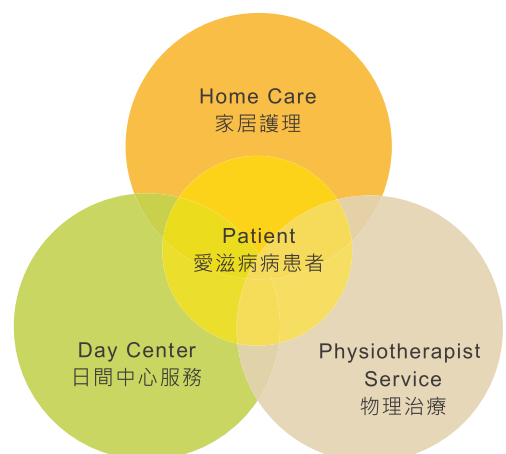 Home Care
家居護理
Patient
愛滋病病患者
Day Center
日間中心服務
Physiotherapist
Service
物理治療